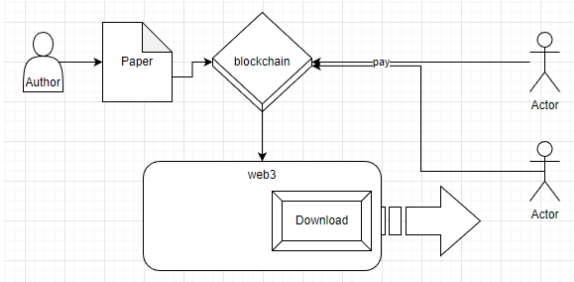 Author
Paper
blockchain
pay
Actor
web3
Download
Actor